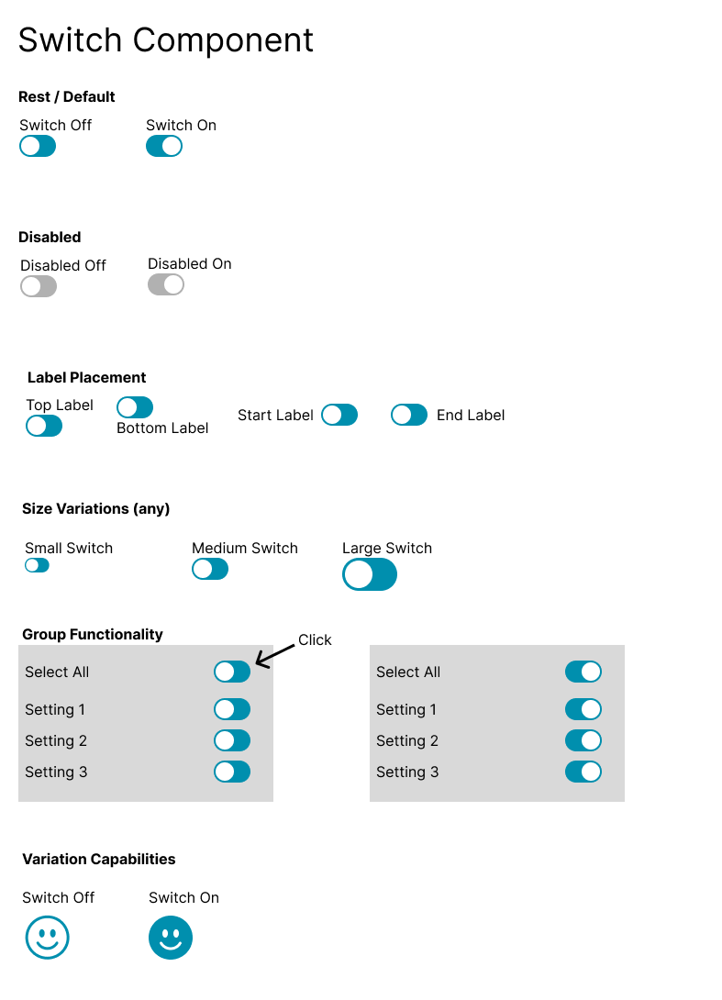 Switch Component
Rest / Default
Switch Off
Switch On
Disabled
Disabled Off
Disabled On
Label Placement
Top Label
Bottom Label
Start Label
End Label
Size Variations (any)
Small Switch
Medium Switch
Large Switch
Group Functionality
Click
Select All
Setting 1
Setting 2
Setting 3
Select All
Setting 1
Setting 2
Setting 3
Variation Capabilities
Switch Off
Switch On